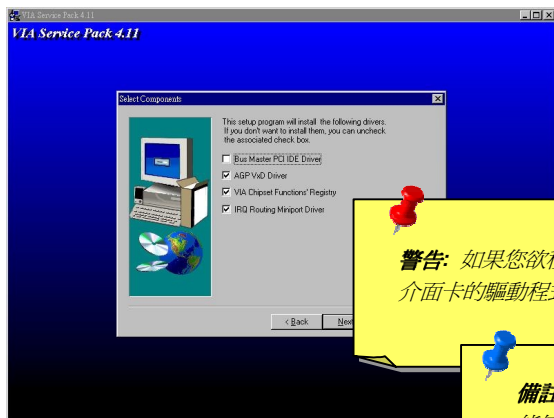 VIA Service Pack 4.11
VIA Service Pack 4.11
Select Components
This setup program will install the following drivers.
If you don't want to install them, you can uncheck
the associated check box.
Bus Master PCI IDE Driver
AGP VxD Driver
VIA Chipset Functions' Registry
IRQ Routing Miniport Driver
< Back
警告: 如果您欲
介面卡的驅動程
備註